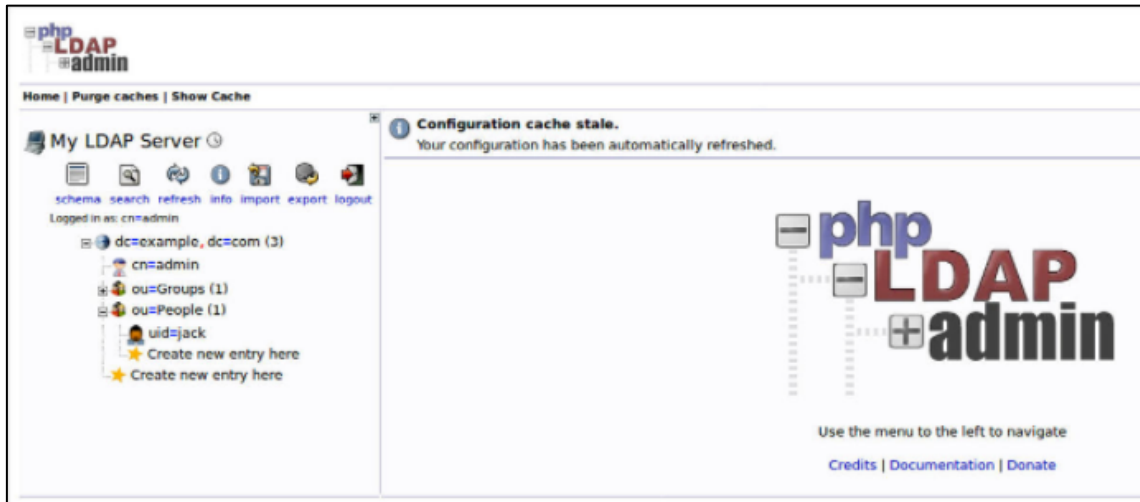 php
LDAP
admin
Home | Purge caches | Show Cache
My LDAP Server
schema search refresh info import export logout
Logged in as: cn=admin
dc=example, dc=com (3)
cn=admin
ou=Groups (1)
ou=People (1)
uid=jack
Create new entry here
Create new entry here
Configuration cache stale.
Your configuration has been automatically refreshed.
php
LDAP
admin
Use the menu to the left to navigate
Credits | Documentation | Donate